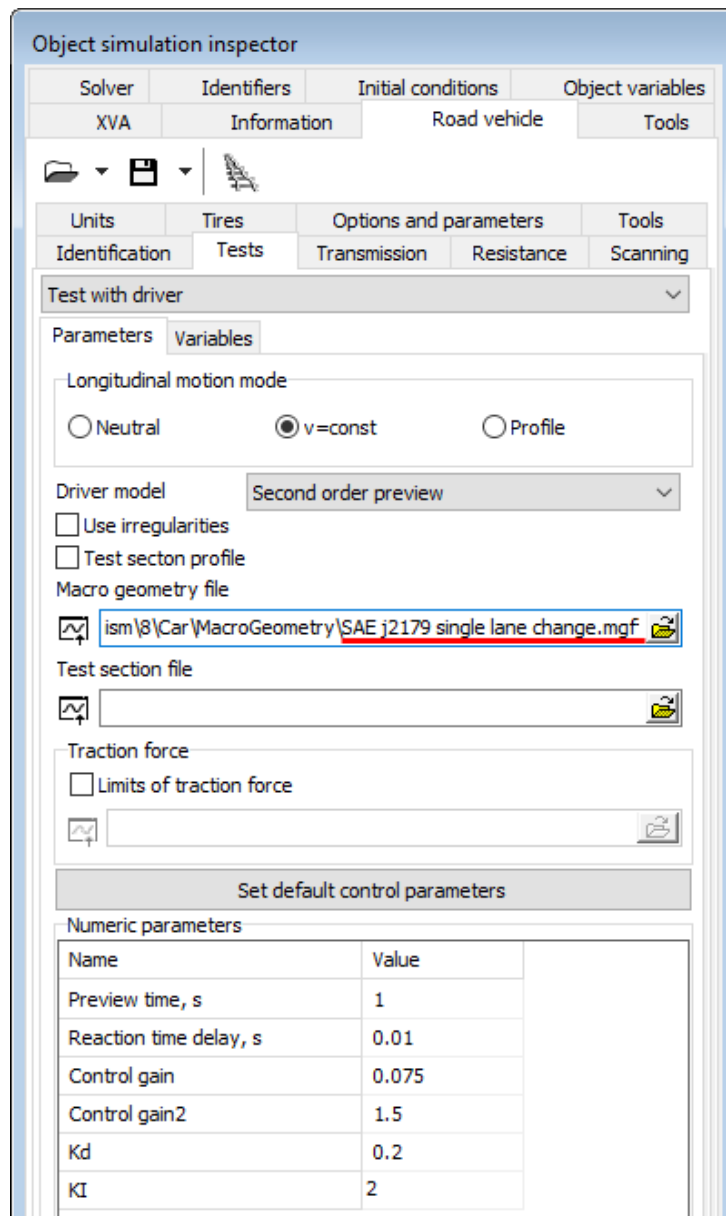 Object simulation inspector
Solver Identifiers Initial conditions Object variables
XVA Information Road vehicle Tools
Units Tires Options and parameters Tools
Identification Tests Transmission Resistance Scanning
Test with driver
Parameters Variables
Longitudinal motion mode
Neutral v=const Profile
Driver model Second order preview
Use irregularities
Test secton profile
Macro geometry file
ism\8\Car\MacroGeometry\SAE j2179 single lane change.mgf
Test section file
Traction force
Limits of traction force
Set default control parameters
Numeric parameters
Name Value
Preview time, s 1
Reaction time delay, s 0.01
Control gain 0.075
Control gain2 1.5
Kd 0.2
KI 2